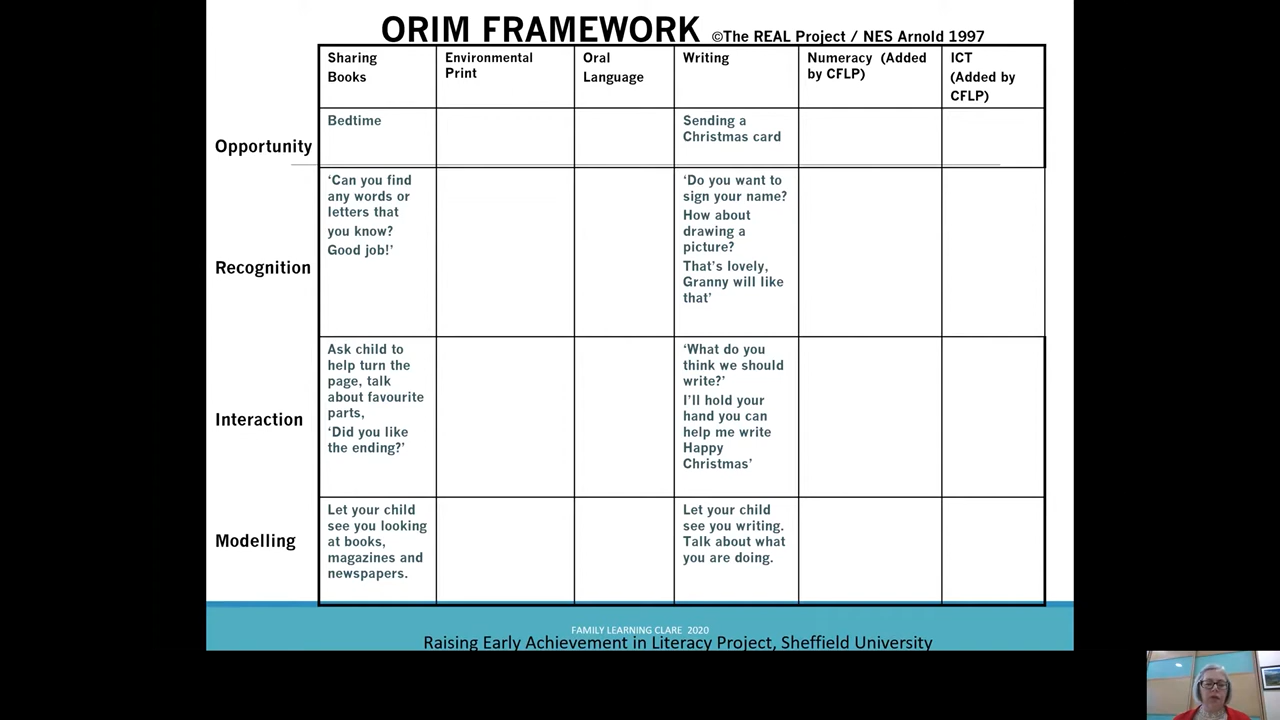 ORIM FRAMEWORK ©The REAL Project / NES Arnold 1997
Sharing
Books
Environmental
Print
Oral
Language
Writing
Numeracy (Added
by CFLP)
ICT
(Added by
CFLP)
Opportunity
Bedtime
Sending a
Christmas card
Recognition
‘Can you find
any words or
letters that
you know?
Good job!’
‘Do you want to
sign your name?
How about
drawing a
picture?
That’s lovely,
Granny will like
that’
Interaction
Ask child to
help turn the
page, talk
about favourite
parts,
‘Did you like
the ending?’
‘What do you
think we should
write?’
I’ll hold your
hand you can
help me write
Happy
Christmas’
Modelling
Let your child
see you looking
at books,
magazines and
newspapers.
Let your child
see you writing.
Talk about what
you are doing.
FAMILY LEARNING CLARE 2020
Raising Early Achievement in Literacy Project, Sheffield University